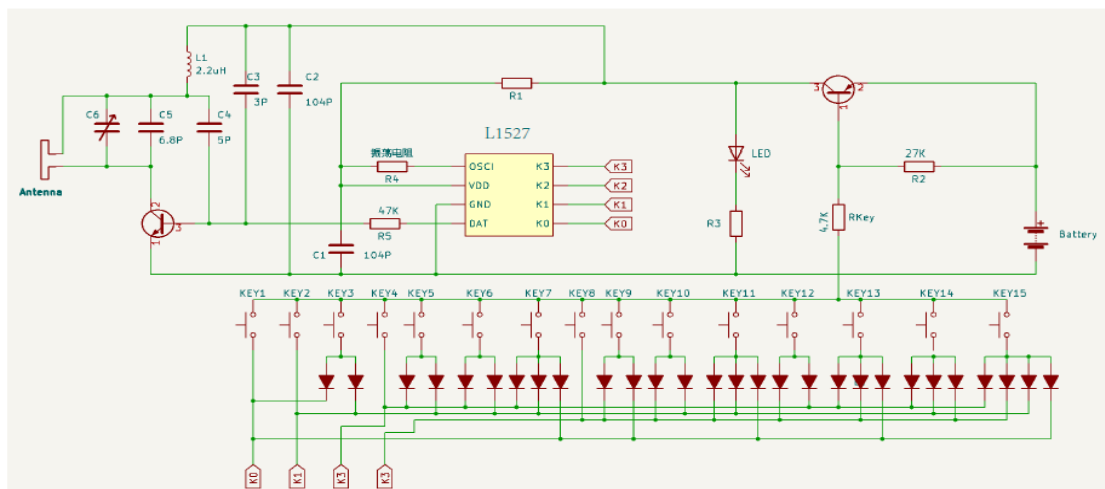 L1
2.2uH
C3
3P
C2
104P
C6
C5
6.8P
C4
5P
Antenna
2
3
1
R1
L1527
振荡电阻
R4
OSCI
VDD
GND
DAT
K3
K2
K1
K0
K3
K2
K1
K0
47K
R5
C1
104P
LED
R3
3
2
1
27K
R2
4.7K
RKey
+
Battery
KEY1
KEY2
KEY3
KEY4
KEY5
KEY6
KEY7
KEY8
KEY9
KEY10
KEY11
KEY12
KEY13
KEY14
KEY15
K0
K1
K3
K3